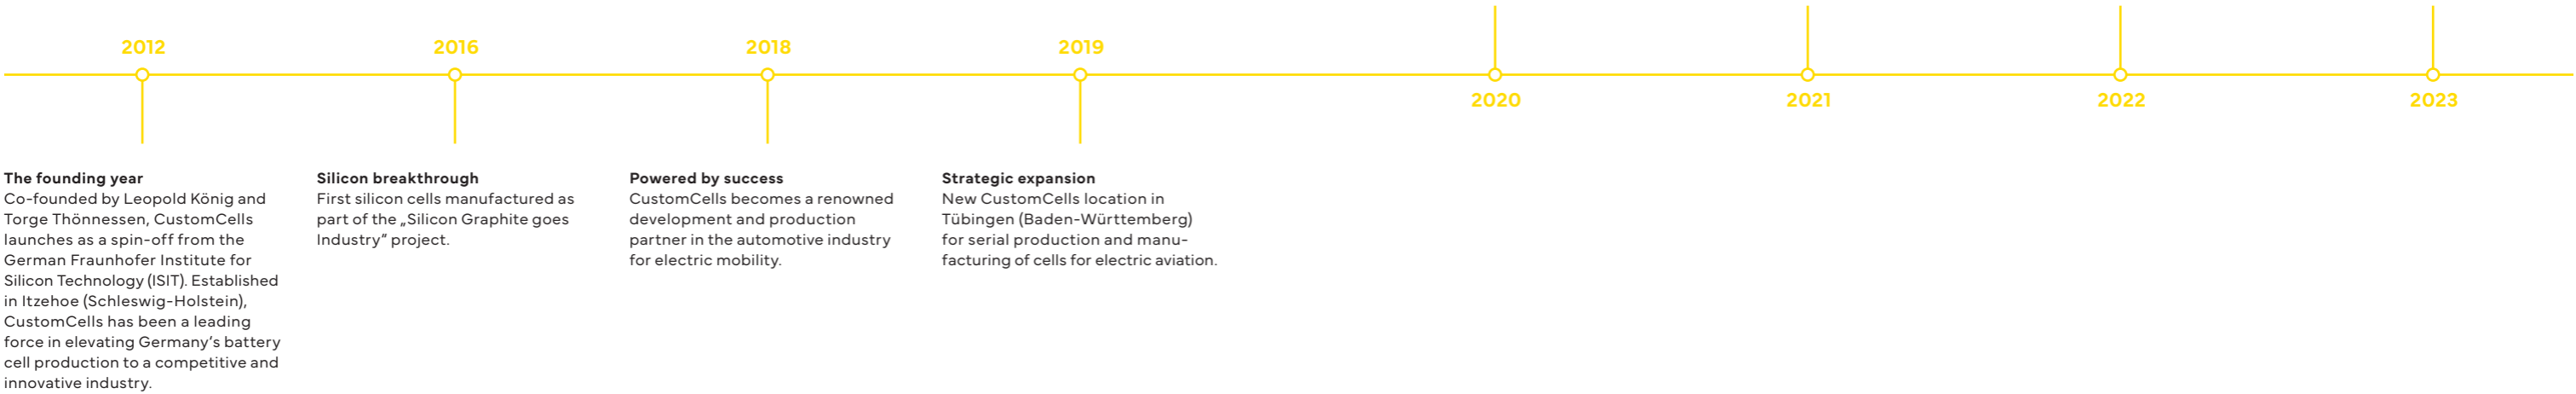 2012
2016
2018
2019
2020
2021
2022
2023
The founding year
Co-founded by Leopold König and
Torge Thönnessen, CustomCells
launches as a spin-off from the
German Fraunhofer Institute for
Silicon Technology (ISIT). Established
in Itzehoe (Schleswig-Holstein),
CustomCells has been a leading
force in elevating Germany’s battery
cell production to a competitive and
innovative industry.
Silicon breakthrough
First silicon cells manufactured as
part of the „Silicon Graphite goes
Industry” project.
Powered by success
CustomCells becomes a renowned
development and production
partner in the automotive industry
for electric mobility.
Strategic expansion
New CustomCells location in
Tübingen (Baden-Württemberg)
for serial production and manu-
facturing of cells for electric aviation.